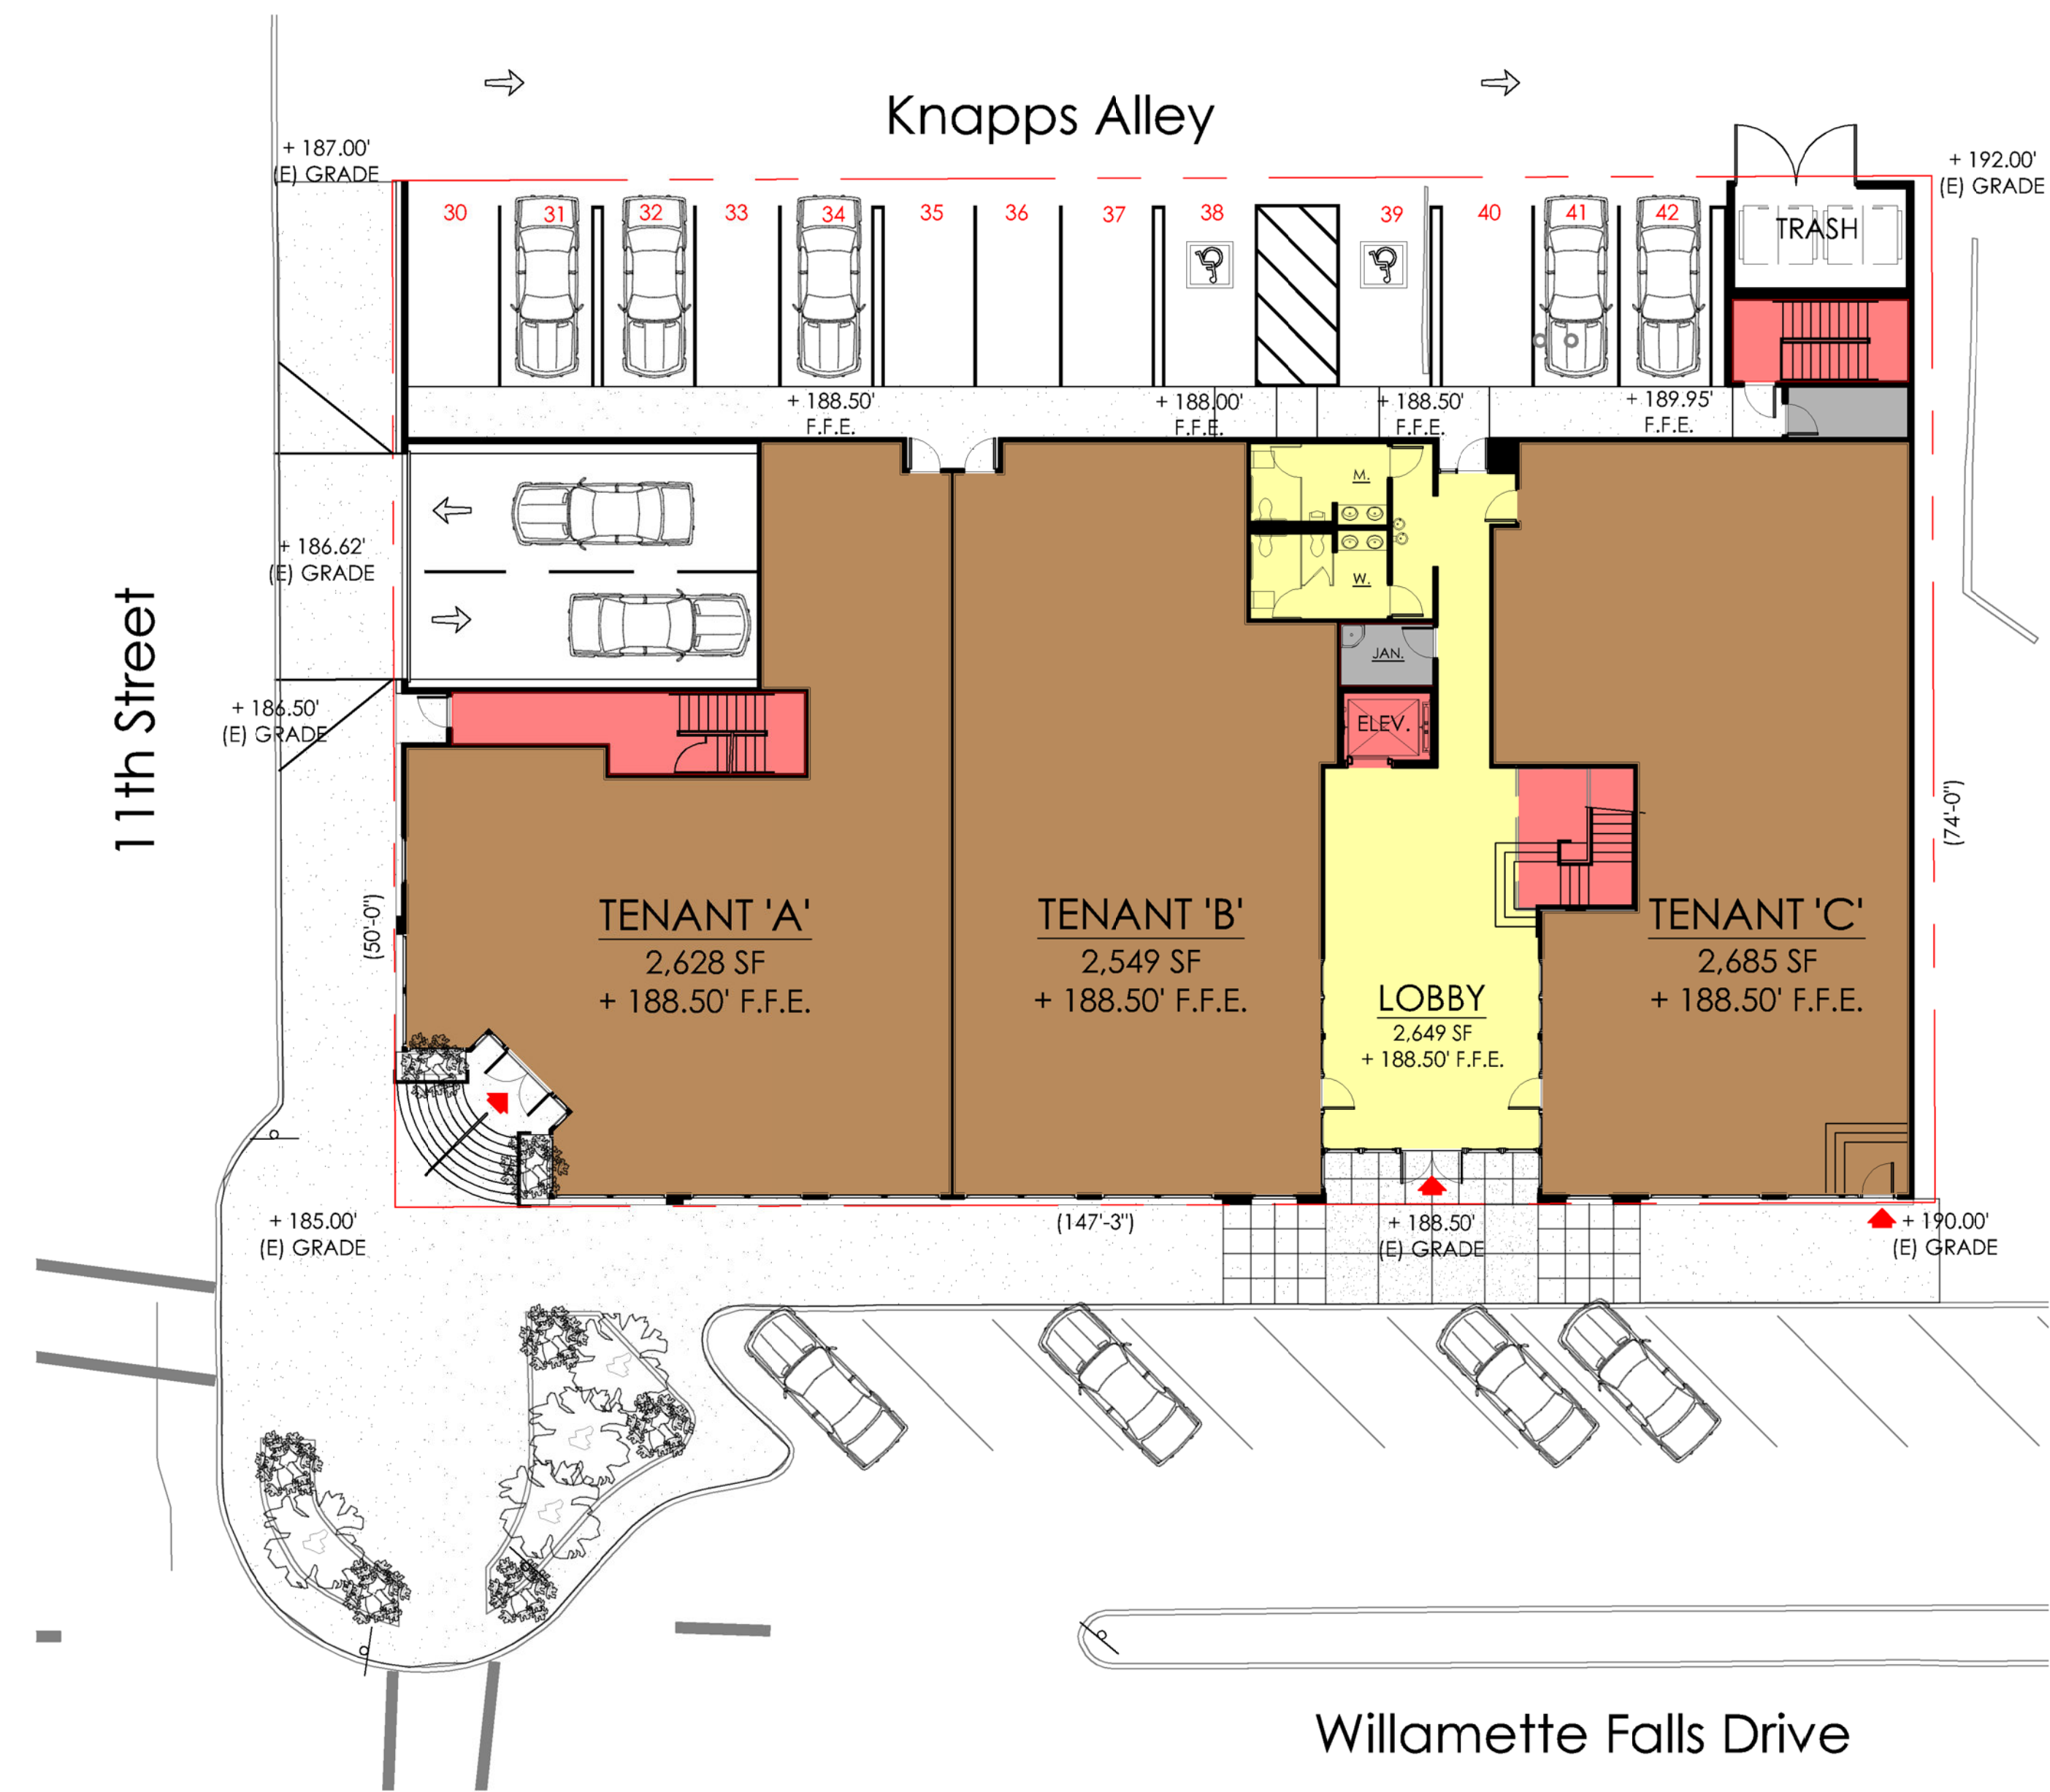 Knapps Alley
+ 187.00'
(E) GRADE
+ 192.00'
(E) GRADE
30
31
32
33
34
35
36
37
38
39
40
41
42
TRASH
+ 188.50'
F.F.E.
+ 188.00'
F.F.E.
+ 188.50'
F.F.E.
+ 189.95'
F.F.E.
M.
W.
JAN.
ELEV.
+ 186.62'
(E) GRADE
+ 186.50'
(E) GRADE
11th Street
(50'-0")
(74'-0")
TENANT 'A'
2,628 SF
+ 188.50' F.F.E.
TENANT 'B'
2,549 SF
+ 188.50' F.F.E.
LOBBY
2,649 SF
+ 188.50' F.F.E.
TENANT 'C'
2,685 SF
+ 188.50' F.F.E.
+ 185.00'
(E) GRADE
(147'-3")
+ 188.50'
(E) GRADE
+ 190.00'
(E) GRADE
Willamette Falls Drive